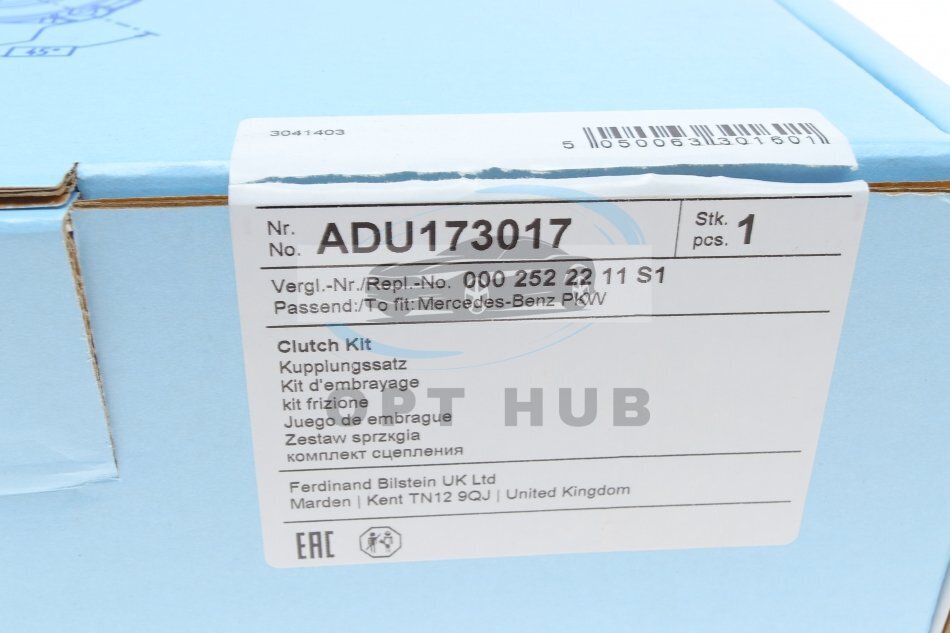 45°
3041403
5 050063 301601
Nr.
No. ADU173017
Stk.
pcs. 1
Vergl.-Nr./Repl.-No. 000 252 22 11 S1
Passend:/To fit: Mercedes-Benz PKW
Clutch Kit
Kupplungssatz
Kit d'embrayage
kit frizione
OPT HUB
Juego de embrague
Zestaw sprzxgia
комплект сцепления
Ferdinand Bilstein UK Ltd
Marden | Kent TN12 9QJ | United Kingdom
EAC